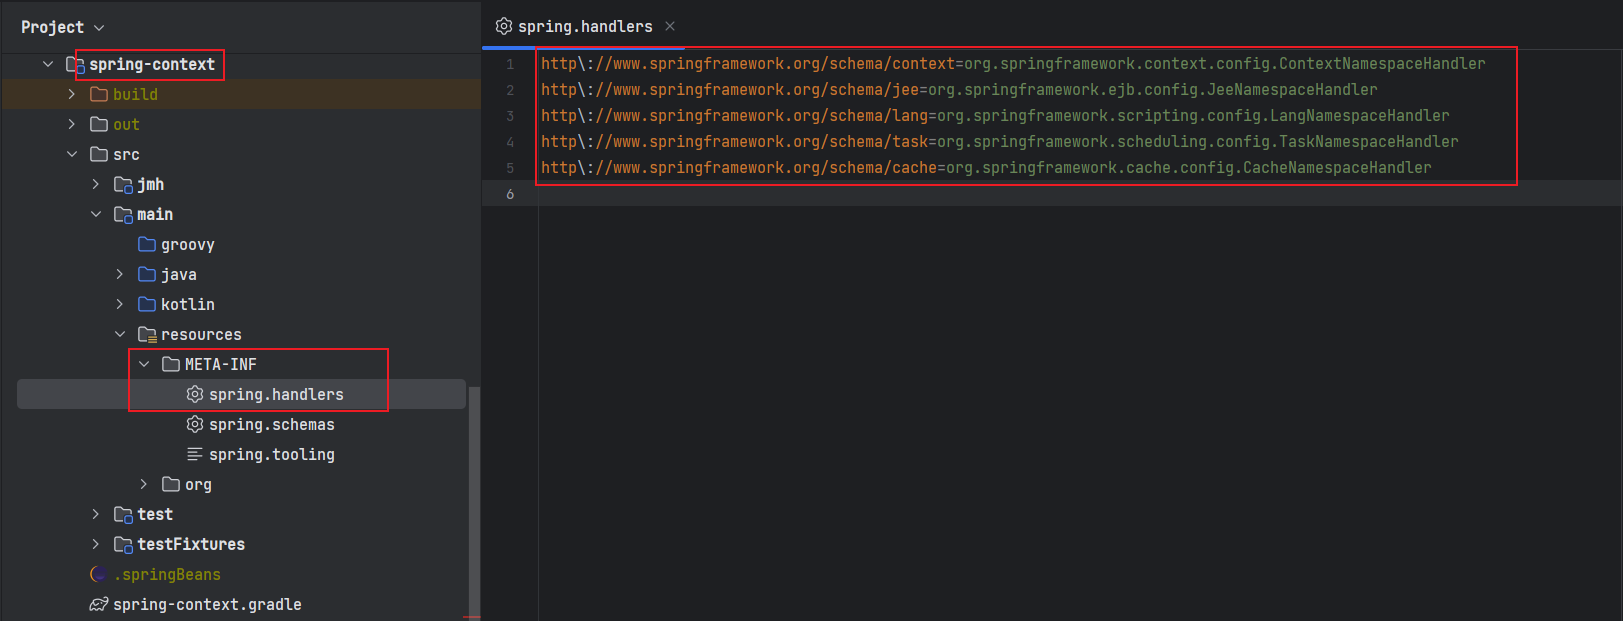 Project
spring-context
build
out
src
jmh
main
groovy
java
kotlin
resources
META-INF
spring.handlers
spring.schemas
spring.tooling
org
test
testFixtures
.springBeans
spring-context.gradle
spring.handlers
1 http\://www.springframework.org/schema/context=org.springframework.context.config.ContextNamespaceHandler
2 http\://www.springframework.org/schema/jee=org.springframework.ejb.config.JeeNamespaceHandler
3 http\://www.springframework.org/schema/lang=org.springframework.scripting.config.LangNamespaceHandler
4 http\://www.springframework.org/schema/task=org.springframework.scheduling.config.TaskNamespaceHandler
5 http\://www.springframework.org/schema/cache=org.springframework.cache.config.CacheNamespaceHandler
6